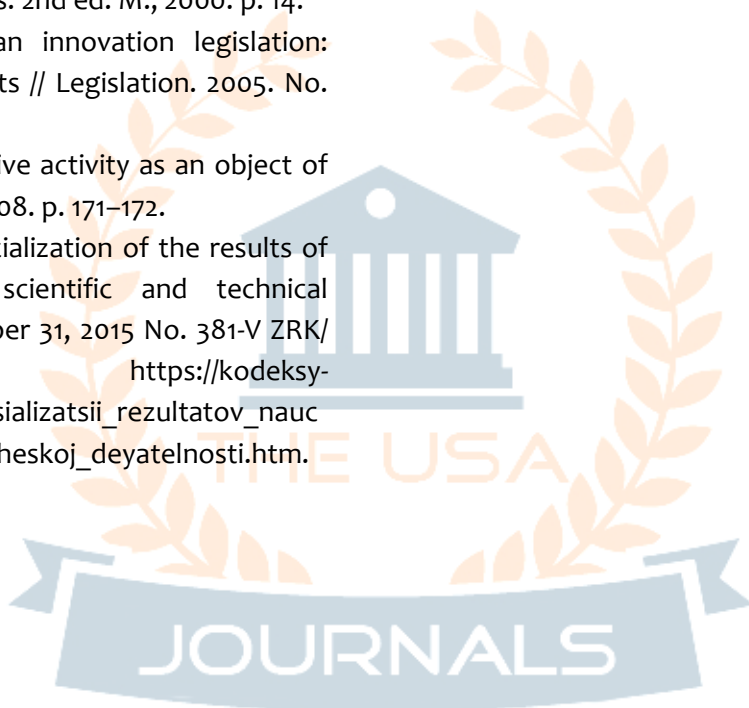 2nd ed. M., 2000. p. 14.
an innovation legislation:
ts // Legislation. 2005. No.
ive activity as an object of
08. p. 171–172.
ialization of the results of
scientific and technical
er 31, 2015 No. 381-V ZRK/
https://kodeksy-
sializatsii_rezultatov_nauc
heskoj_deyatelnosti.htm.
THE USA
JOURNALS